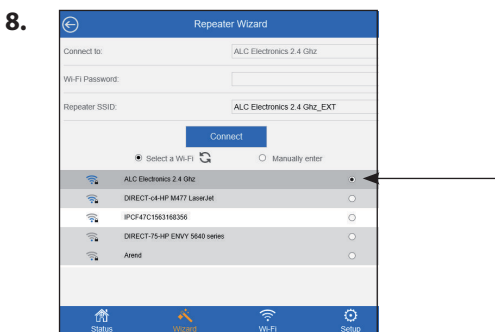 8.
Repeater Wizard
Connect to: ALC Electronics 2.4 Ghz
Wi-Fi Password:
Repeater SSID: ALC Electronics 2.4 Ghz_EXT
Connect
Select a Wi-Fi Manually enter
ALC Electronics 2.4 Ghz
DIRECT-c4-HP M477 LaserJet
IPCF47C1563168356
DIRECT-75-HP ENVY 5640 series
Arend
Status Wizard Wi-Fi Setup